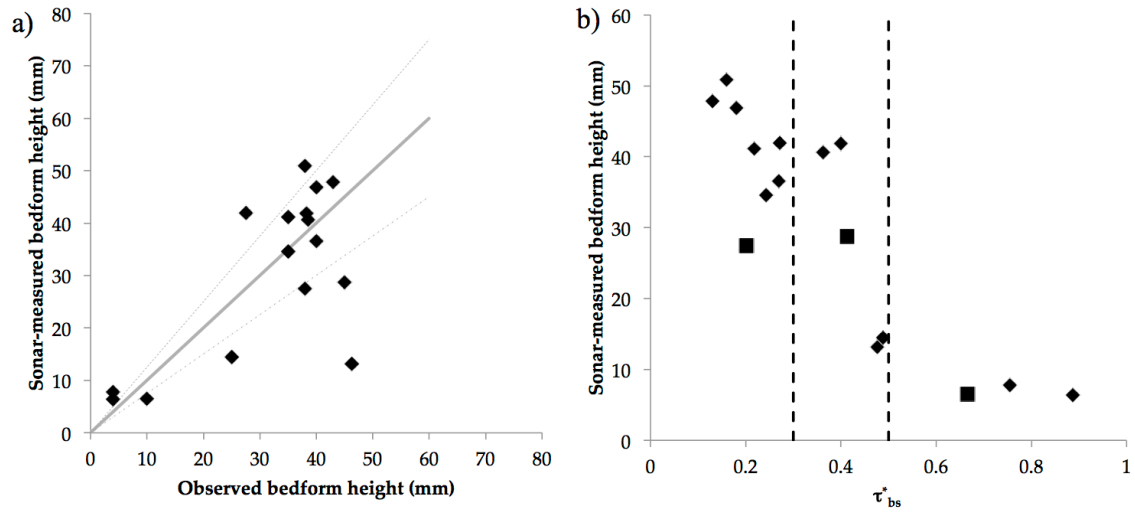 a)
80
70
60
50
40
30
20
10
0
Sonar-measured bedform height (mm)
0 10 20 30 40 50 60 70 80
Observed bedform height (mm)
b)
60
50
40
30
20
10
0
Sonar-measured bedform height (mm)
0 0.2 0.4 0.6 0.8 1
τ*bs